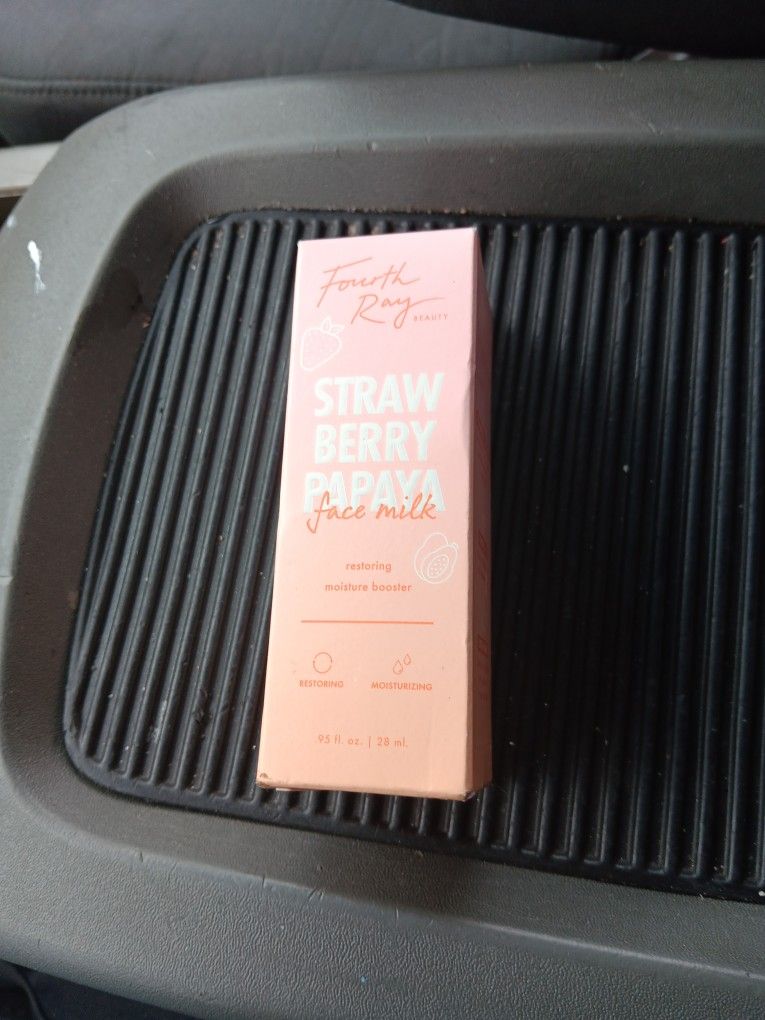 Fourth
Ray
BEAUTY
STRAW
BERRY
PAPAYA
face milk
restoring
moisture booster
RESTORING MOISTURIZING
.95 fl. oz. | 28 ml.